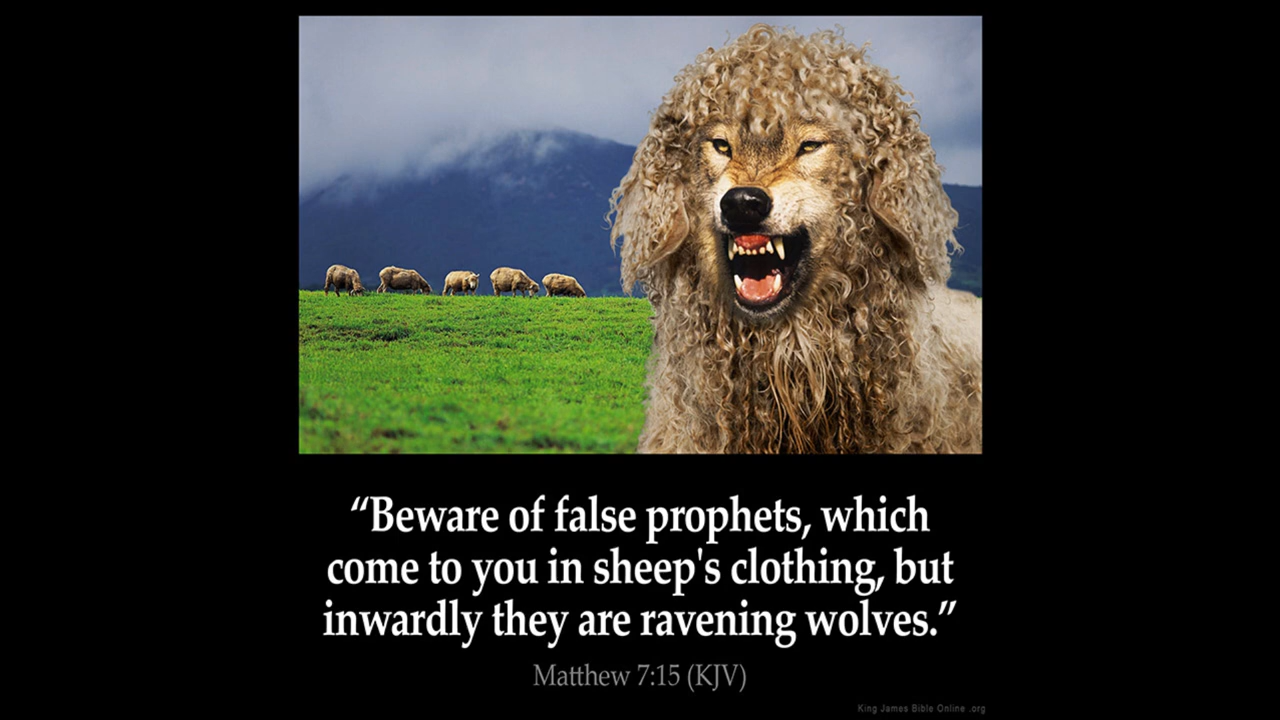 “Beware of false prophets, which
come to you in sheep's clothing, but
inwardly they are ravening wolves.”
Matthew 7:15 (KJV)
King James Bible Online .org